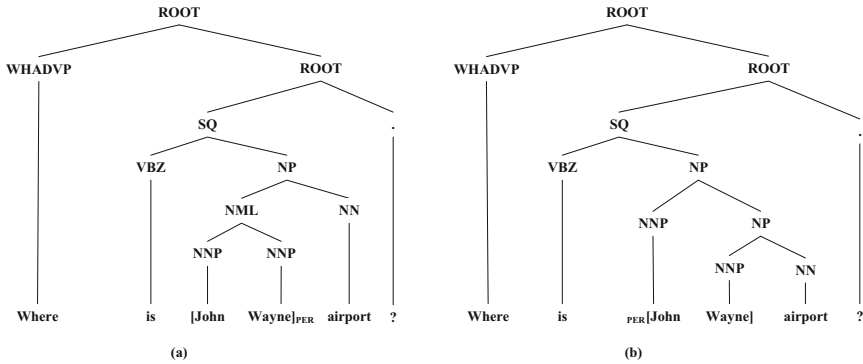 ROOT ROOT
WHADVP ROOT WHADVP ROOT
SQ . SQ .
VBZ NP VBZ NP
NML NN NNP NP
NNP NNP NNP NN
Where is [John Wayne]PER airport ? Where is PER[John Wayne] airport ?
(a) (b)